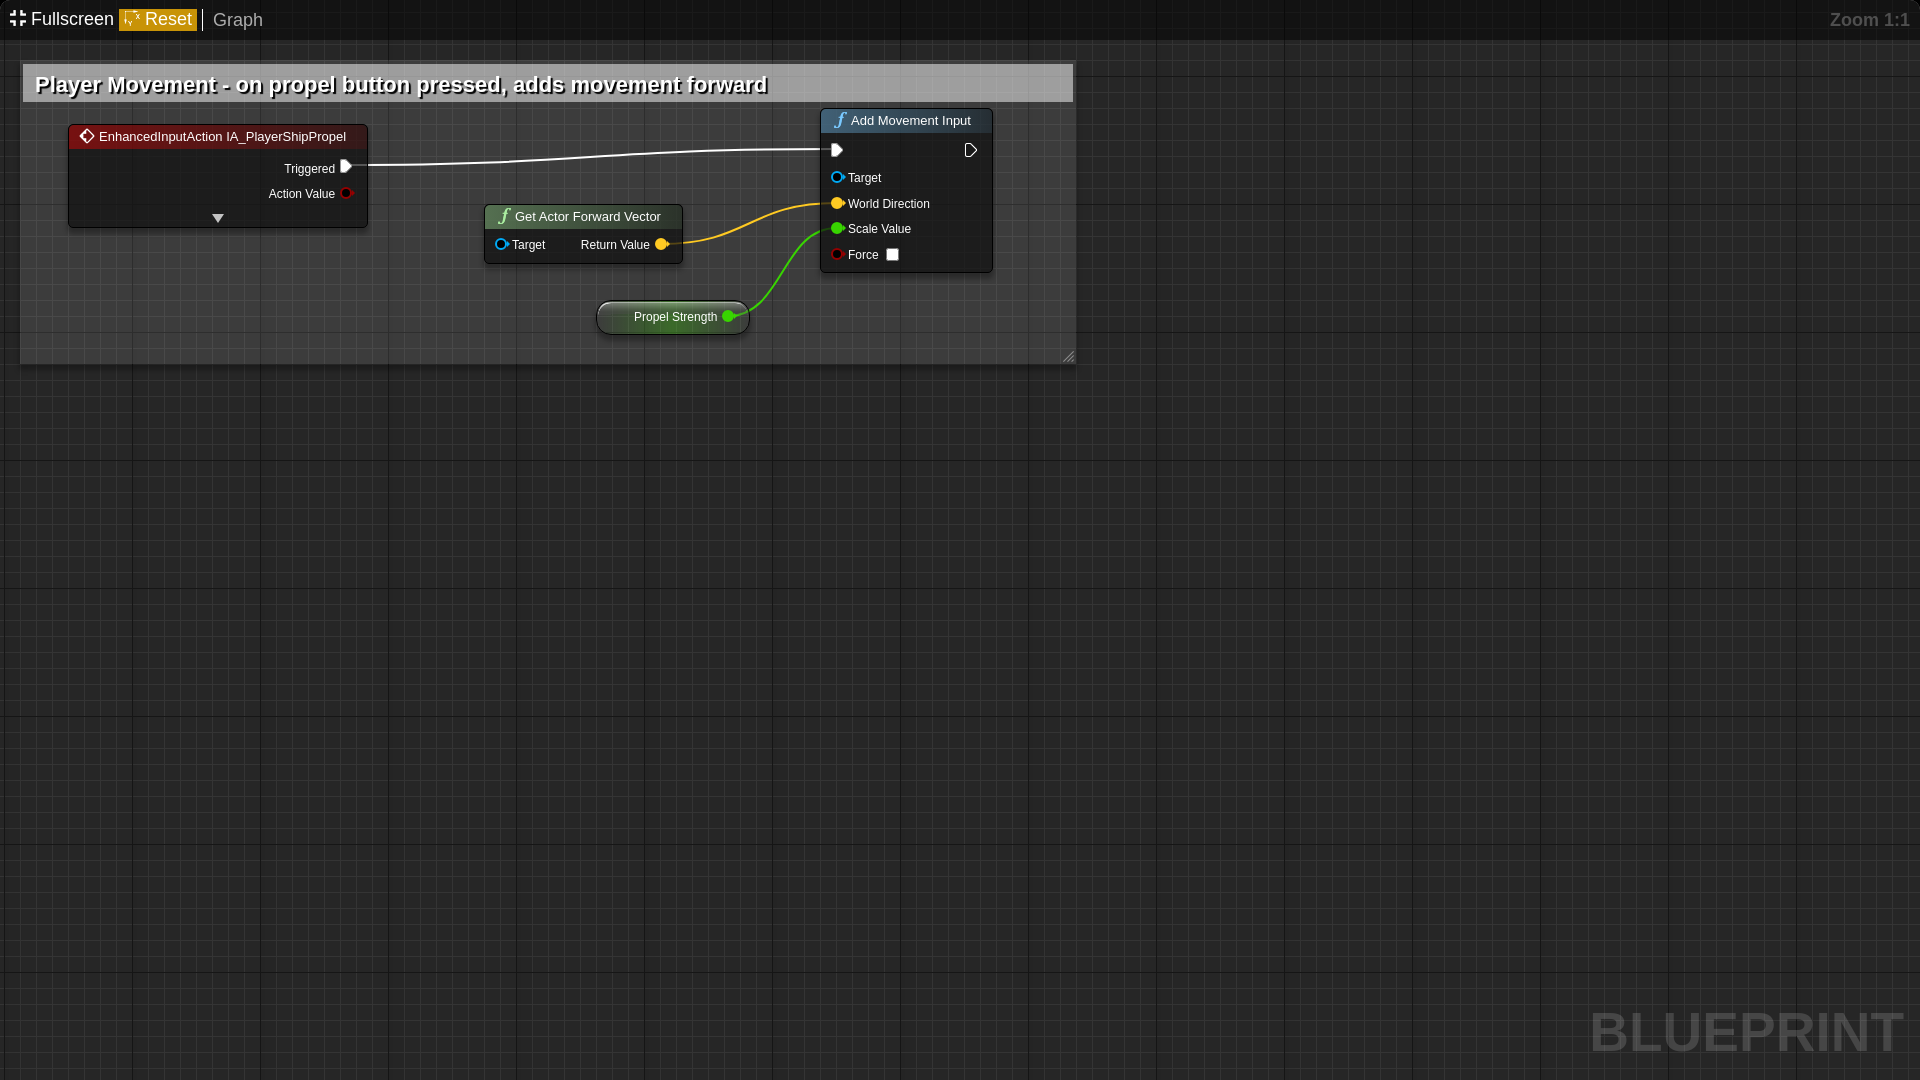 Fullscreen Reset Graph Zoom 1:1
Player Movement - on propel button pressed, adds movement forward
EnhancedInputAction IA_PlayerShipPropel
Triggered
Action Value
Get Actor Forward Vector
Target Return Value
Propel Strength
Add Movement Input
Target
World Direction
Scale Value
Force
BLUEPRINT